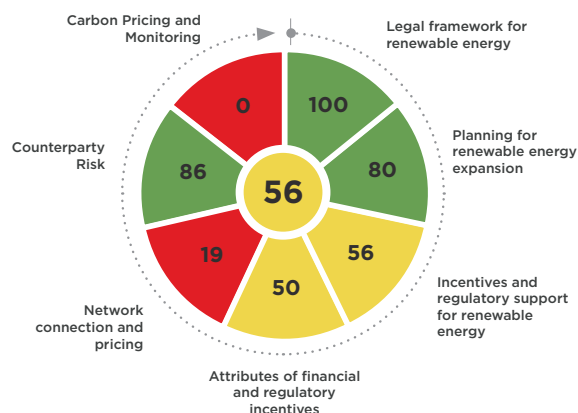 Legal framework for
renewable energy
100
Planning for
renewable energy
expansion
80
Incentives and
regulatory support
for renewable
energy
56
Attributes of financial
and regulatory
incentives
50
Network
connection and
pricing
19
Counterparty
Risk
86
Carbon Pricing and
Monitoring
0
56